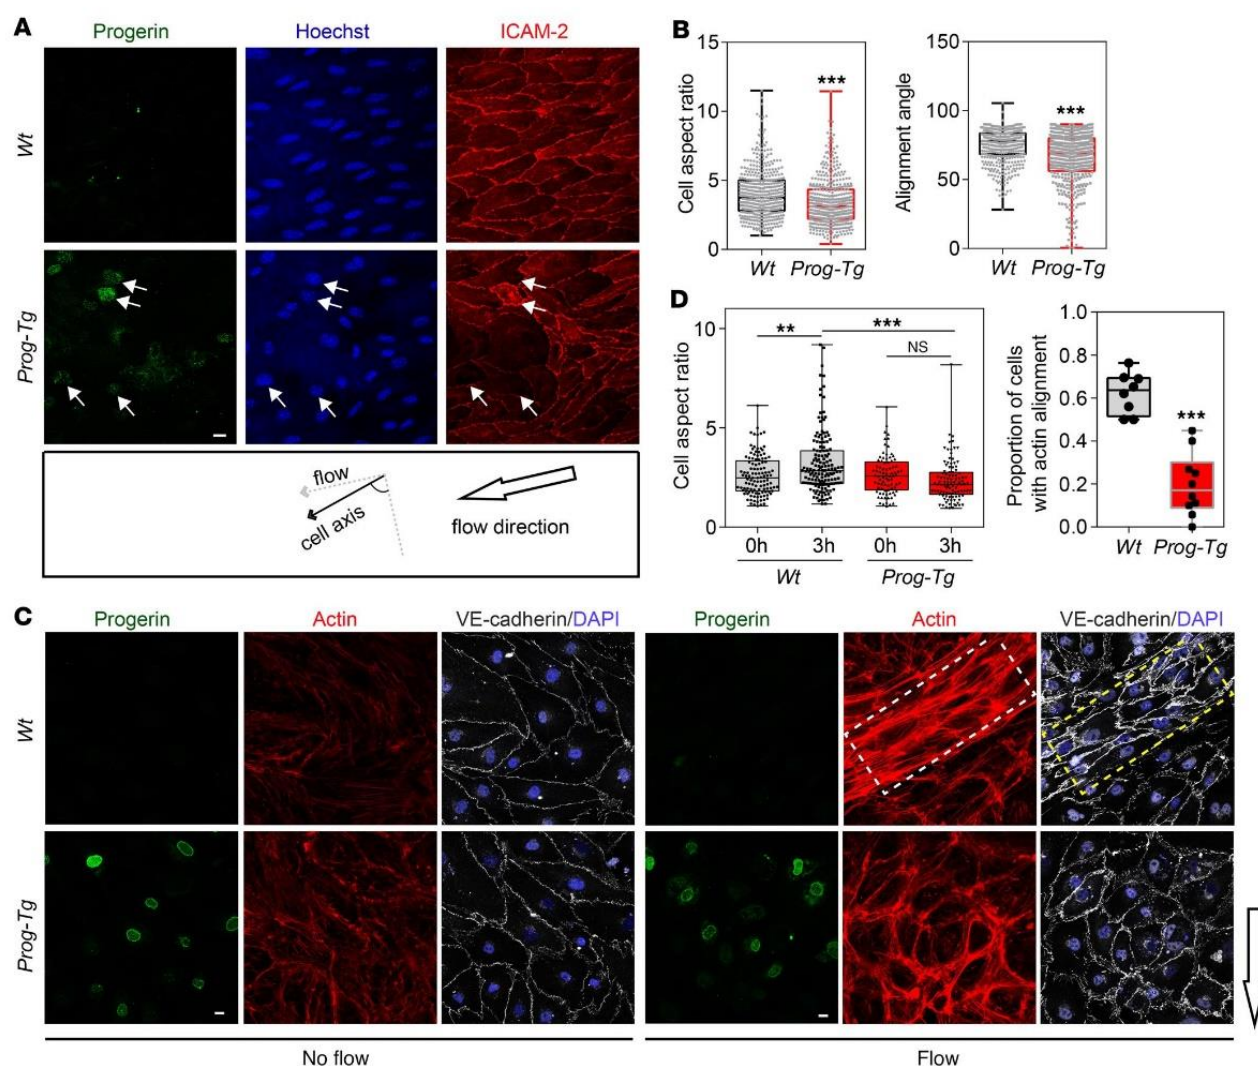 A
Progerin Hoechst ICAM-2
Wt
Prog-Tg
flow
cell axis
flow direction
B
Cell aspect ratio
15
10
5
0
Wt Prog-Tg
***
Alignment angle
150
100
50
0
Wt Prog-Tg
***
D
Cell aspect ratio
10
5
0
** ***
NS
0h 3h 0h 3h
Wt Prog-Tg
Proportion of cells
with actin alignment
1.0
0.8
0.6
0.4
0.2
0.0
***
Wt Prog-Tg
C
Progerin Actin VE-cadherin/DAPI Progerin Actin VE-cadherin/DAPI
Wt
Prog-Tg
No flow Flow